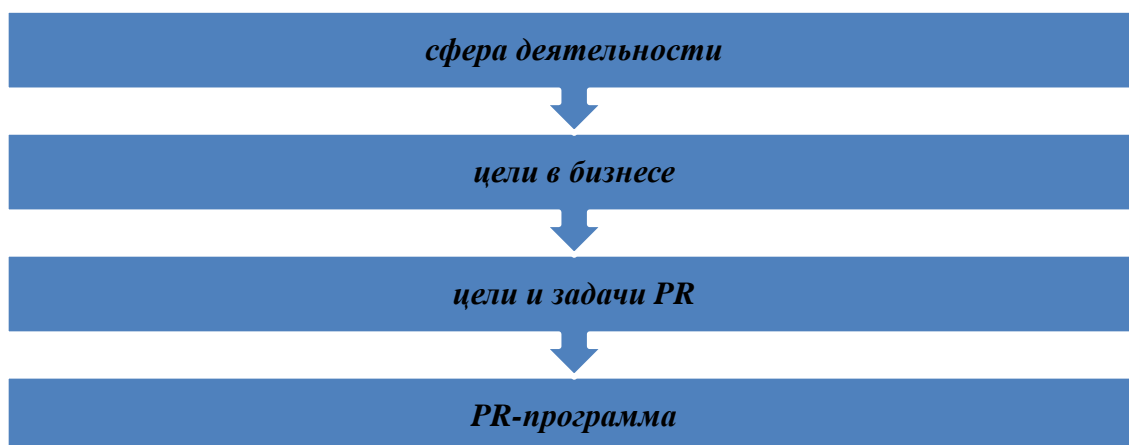 сфера деятельности
цели в бизнесе
цели и задачи PR
PR-программа